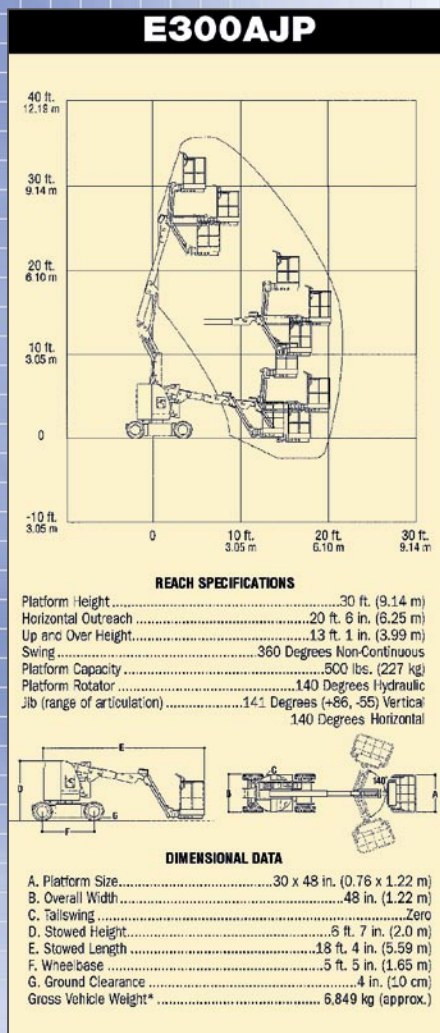 E300AJP
40 ft.
12.19 m
30 ft.
9.14 m
20 ft.
6.10 m
10 ft.
3.05 m
0
-10 ft.
3.05 m
0
10 ft.
3.05 m
20 ft.
6.10 m
30 ft.
9.14 m
REACH SPECIFICATIONS
Platform Height 30 ft. (9.14 m)
Horizontal Outreach 20 ft. 6 in. (6.25 m)
Up and Over Height 13 ft. 1 in. (3.99 m)
Swing 360 Degrees Non-Continuous
Platform Capacity 500 lbs. (227 kg)
Platform Rotator 140 Degrees Hydraulic
Jib (range of articulation) 141 Degrees (+86, -55) Vertical
140 Degrees Horizontal
E
D
F
G
C
B
140°
A
DIMENSIONAL DATA
A. Platform Size 30 x 48 in. (0.76 x 1.22 m)
B. Overall Width 48 in. (1.22 m)
C. Tailswing Zero
D. Stowed Height 6 ft. 7 in. (2.0 m)
E. Stowed Length 18 ft. 4 in. (5.59 m)
F. Wheelbase 5 ft. 5 in. (1.65 m)
G. Ground Clearance 4 in. (10 cm)
Gross Vehicle Weight* 6,849 kg (approx.)